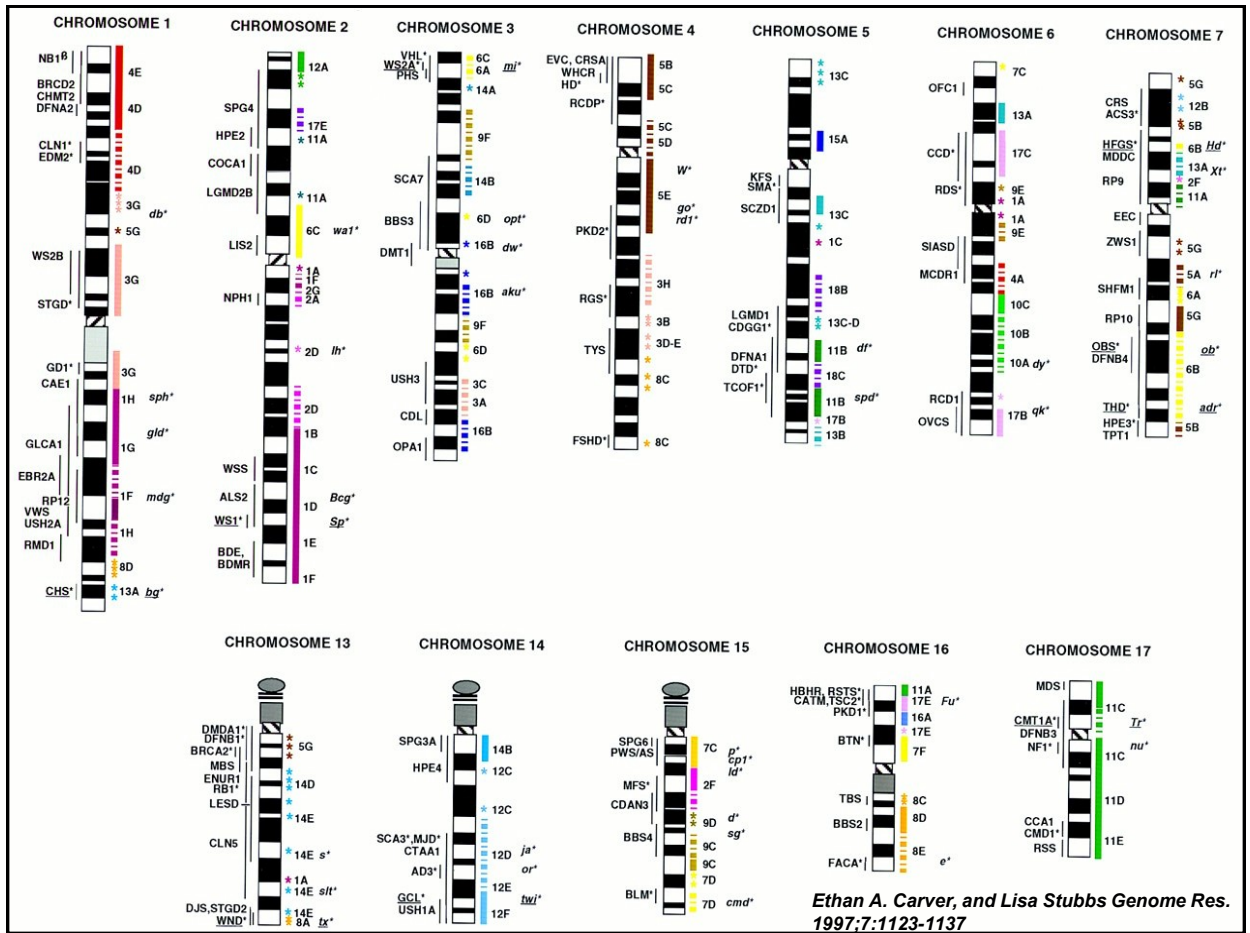 CHROMOSOME 1
NB1ᵝ
BRCD2
CHMT2
DFNA2
CLN1*
EDM2*
WS2B
STGD*
GD1*
CAE1
GLCA1
EBR2A
RP12
VWS
USH2A
RMD1
CHS*
4E
4D
4D
3G
5G
3G
3G
1H
1G
1F
1H
8D
13A
db*
sph*
gld*
mdg*
bg*
CHROMOSOME 2
SPG4
HPE2
COCA1
LGMD2B
LIS2
NPH1
WSS
ALS2
WS1*
BDE,
BDMR
12A
17E
11A
11A
6C
1A
1F
2G
2A
2D
2D
1B
1C
1D
1E
1F
wa1*
lh*
Bcg*
Sp*
CHROMOSOME 3
VHL*
WS2A*
PHS
SCA7
BBS3
DMT1
USH3
CDL
OPA1
6C
6A
14A
9F
14B
6D
16B
16B
9F
6D
3C
3A
16B
mi*
opt*
dw*
aku*
CHROMOSOME 4
EVC, CRSA
WHCR
HD*
RCDP*
PKD2*
RGS*
TYS
FSHD*
5B
5C
5C
5D
5E
3H
3B
3D-E
8C
8C
W*
go*
rd1*
CHROMOSOME 5
KFS
SMA*
SCZD1
LGMD1
CDGG1*
DFNA1
DTD*
TCOF1*
13C
15A
13C
1C
18B
13C-D
11B
18C
11B
17B
13B
df*
spd*
CHROMOSOME 6
OFC1
CCD*
RDS*
SIASD
MCDR1
RCD1
OVCS
7C
13A
17C
9E
1A
1A
9E
4A
10C
10B
10A
17B
dy*
qk*
CHROMOSOME 7
CRS
ACS3*
HFGS*
MDDC
RP9
EEC
ZWS1
SHFM1
RP10
OBS*
DFNB4
THD*
HPE3*
TPT1
5G
12B
5B
6B
13A
2F
11A
5G
5A
6A
5G
6B
5B
Hd*
Xt*
rl*
ob*
adr*
CHROMOSOME 13
DMDA1*
DFNB1*
BRCA2*
MBS
ENUR1
RB1*
LESD
CLN5
DJS,STGD2
WND*
5G
14D
14E
14E
1A
14E
14E
8A
s*
slt*
tx*
CHROMOSOME 14
SPG3A
HPE4
SCA3*,MJD*
CTAA1
AD3*
GCL*
USH1A
14B
12C
12C
12D
12E
12F
ja*
or*
twi*
CHROMOSOME 15
SPG6
PWS/AS
MFS*
CDAN3
BBS4
BLM*
7C
2F
9D
9C
9C
7D
7D
p*
cp1*
ld*
d*
sg*
cmd*
CHROMOSOME 16
HBHR, RSTS*
CATM,TSC2*
PKD1*
BTN*
TBS
BBS2
FACA*
11A
17E
16A
17E
7F
8C
8D
8E
Fu*
e*
CHROMOSOME 17
MDS
CMT1A*
DFNB3
NF1*
CCA1
CMD1*
RSS
11C
11C
11D
11E
Tr*
nu*
Ethan A. Carver, and Lisa Stubbs Genome Res.
1997;7:1123-1137